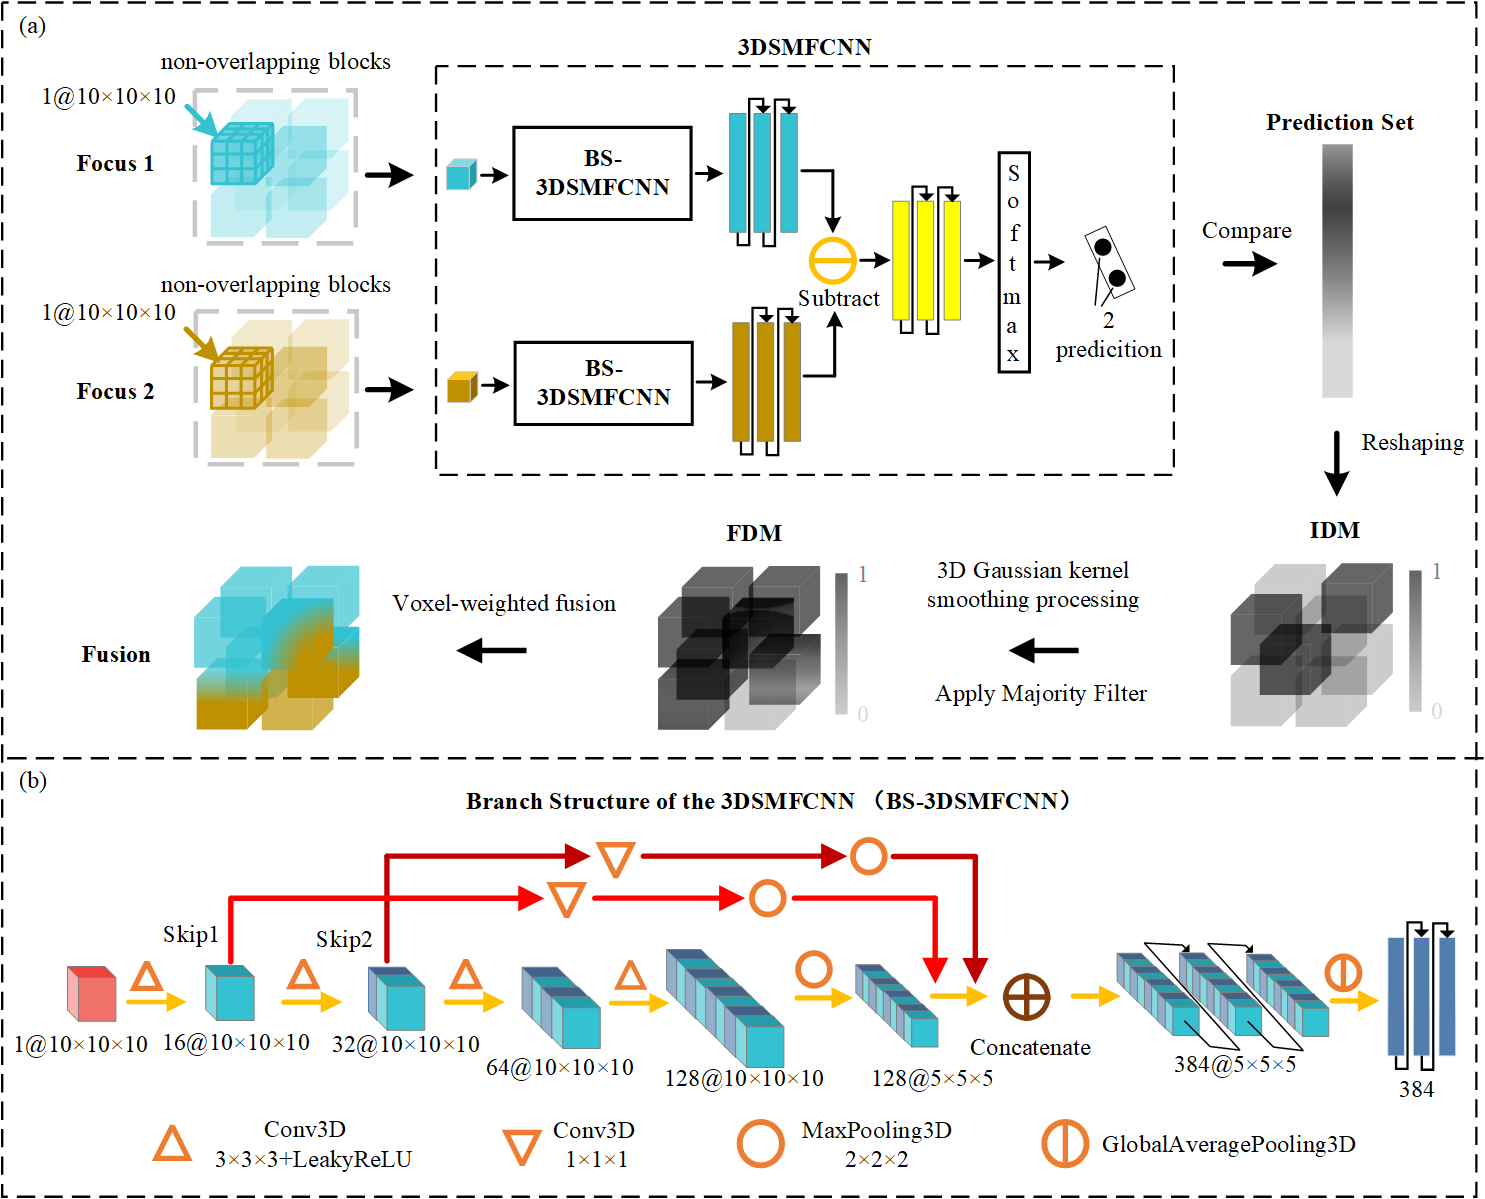 (a)
3DSMFCNN
non-overlapping blocks
1@10×10×10
Focus 1
BS-
3DSMFCNN
Prediction Set
Compare
non-overlapping blocks
1@10×10×10
Focus 2
BS-
3DSMFCNN
Subtract
Softmax
2
predicition
Reshaping
IDM
1
0
3D Gaussian kernel
smoothing processing
Apply Majority Filter
FDM
1
0
Voxel-weighted fusion
Fusion
(b)
Branch Structure of the 3DSMFCNN （BS-3DSMFCNN）
Skip1
Skip2
1@10×10×10
16@10×10×10
32@10×10×10
64@10×10×10
128@10×10×10
128@5×5×5
Concatenate
384@5×5×5
384
Conv3D
3×3×3+LeakyReLU
Conv3D
1×1×1
MaxPooling3D
2×2×2
GlobalAveragePooling3D